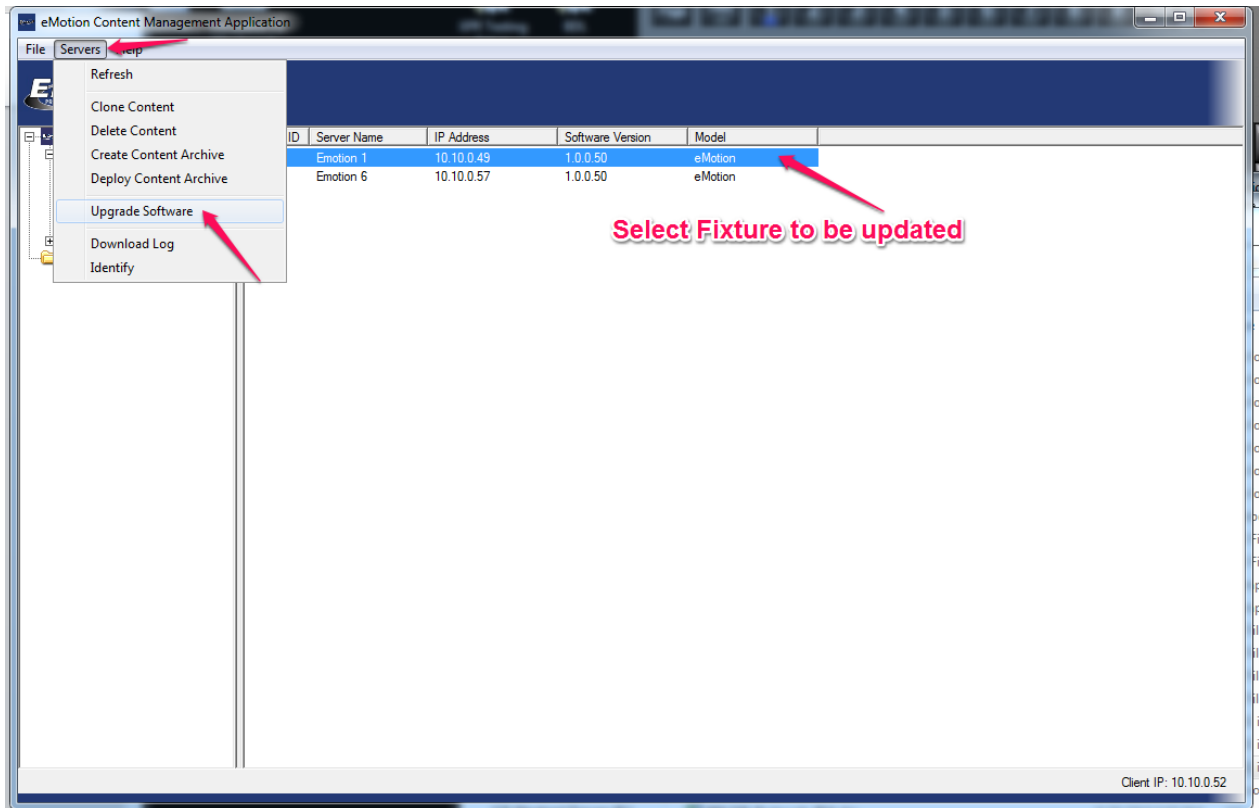 eMotion Content Management Application
File Servers Help
Refresh
Clone Content
Delete Content
Create Content Archive
Deploy Content Archive
Upgrade Software
Download Log
Identify
ID Server Name IP Address Software Version Model
Emotion 1 10.10.0.49 1.0.0.50 eMotion
Emotion 6 10.10.0.57 1.0.0.50 eMotion
Select Fixture to be updated
Client IP: 10.10.0.52